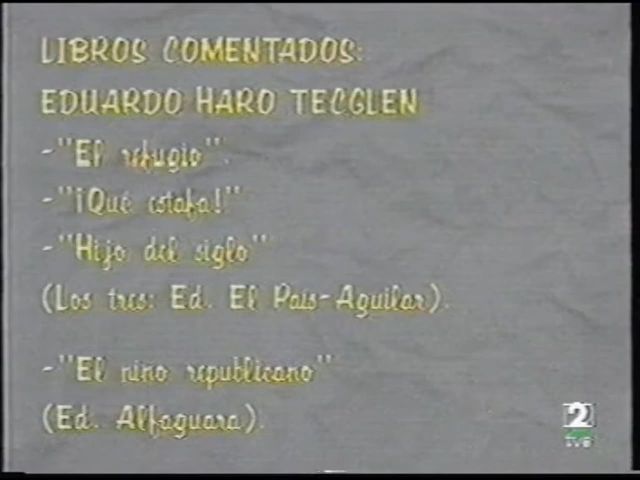 LIBROS COMENTADOS:
EDUARDO HARO TECGLEN
-"El refugio".
-"¡Qué estafa!"
-"Hijo del siglo"
(Los tres: Ed. El País-Aguilar).
-"El niño republicano"
(Ed. Alfaguara).
2
tve